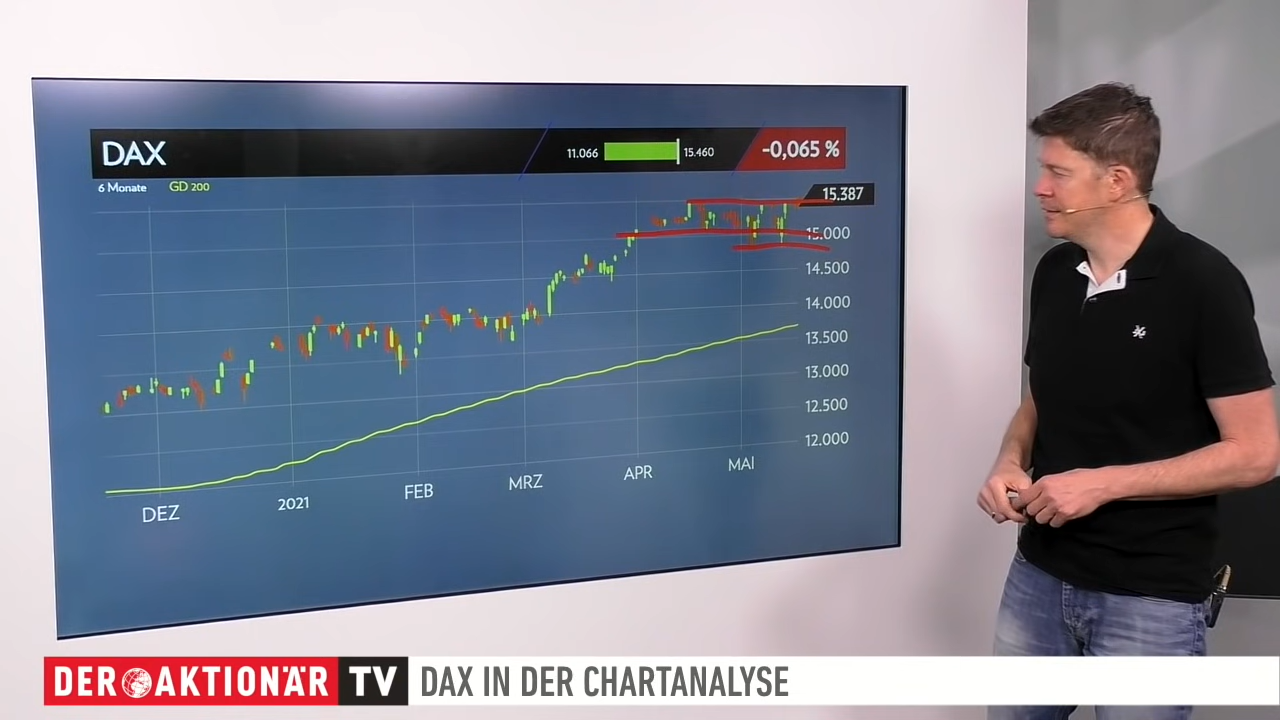 DAX
11.066
15.460
-0,065 %
6 Monate GD 200
15.387
15.000
14.500
14.000
13.500
13.000
12.500
12.000
DEZ 2021 FEB MRZ APR MAI
DER AKTIONÄR TV DAX IN DER CHARTANALYSE